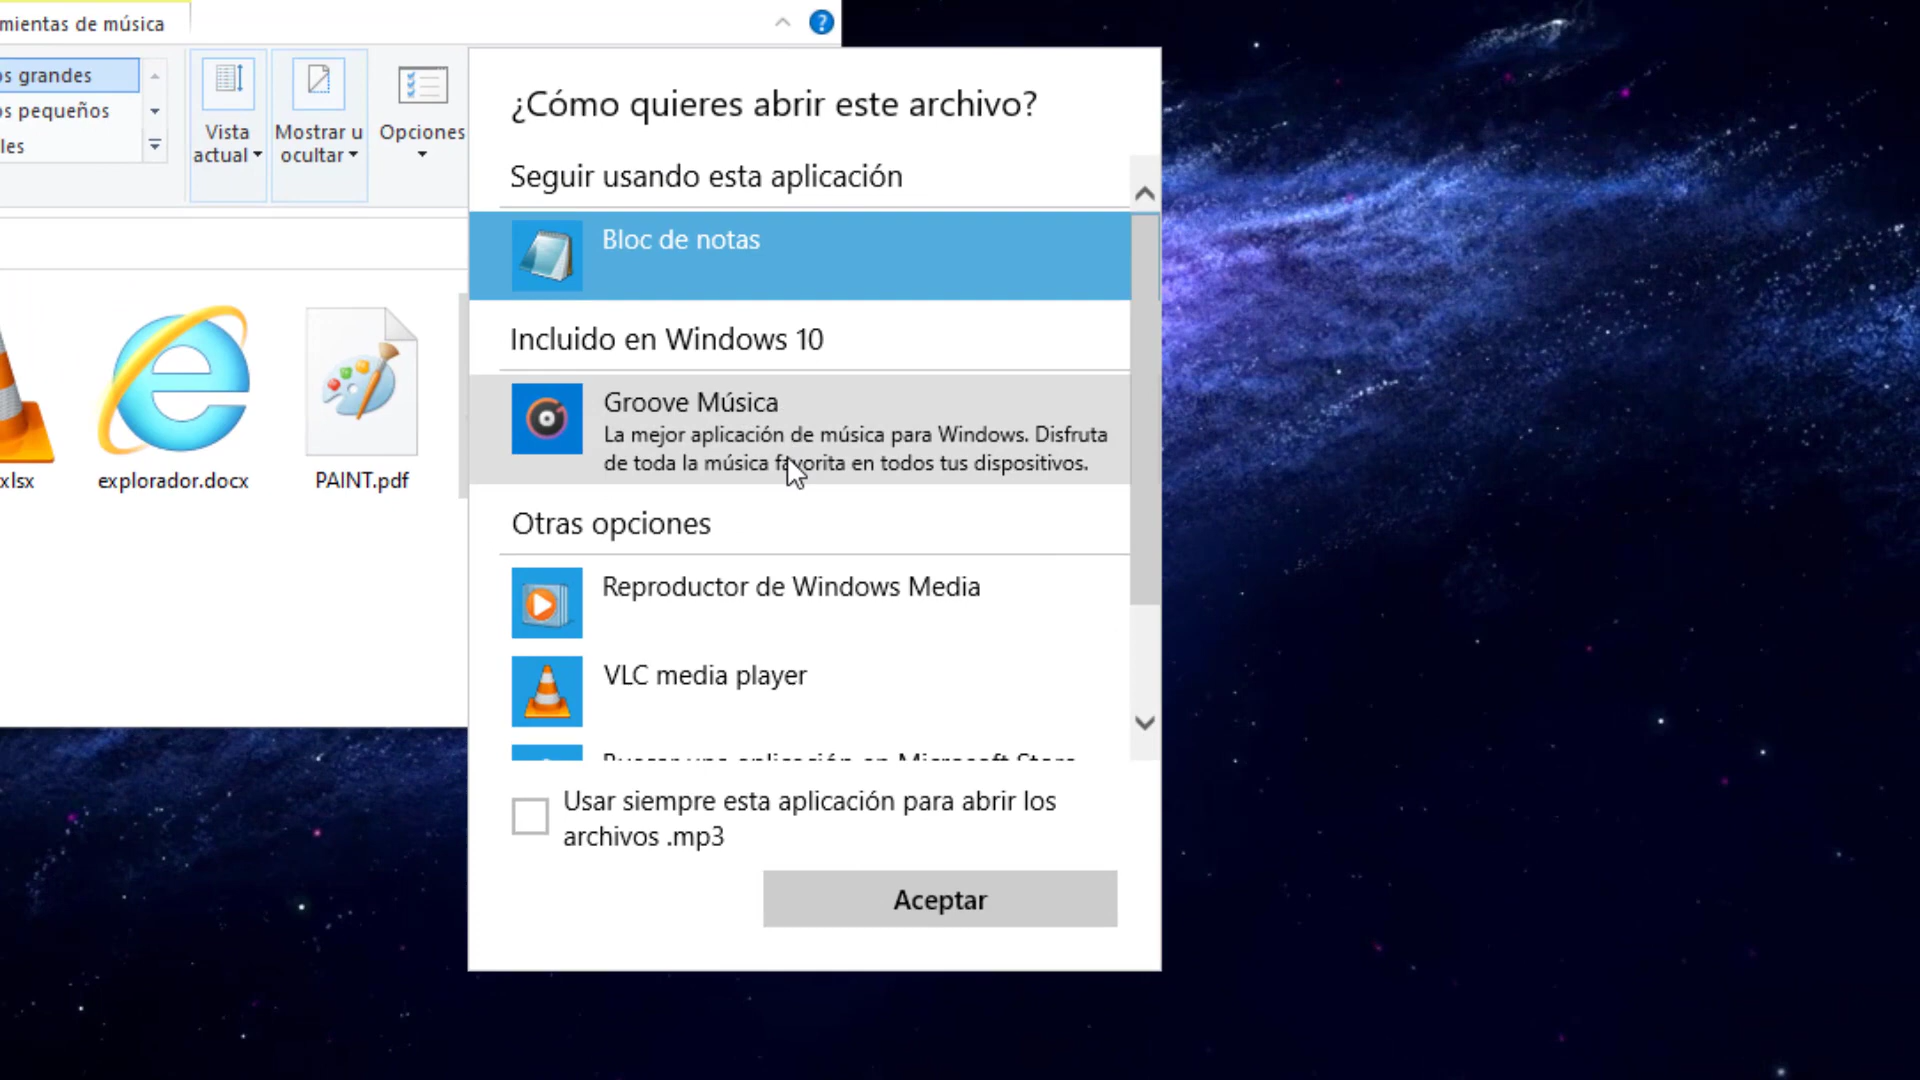 mientas de música
os grandes
os pequeños
les
Vista
actual
Mostrar u
ocultar
Opciones
xlsx
explorador.docx
PAINT.pdf
¿Cómo quieres abrir este archivo?
Seguir usando esta aplicación
Bloc de notas
Incluido en Windows 10
Groove Música
La mejor aplicación de música para Windows. Disfruta
de toda la música favorita en todos tus dispositivos.
Otras opciones
Reproductor de Windows Media
VLC media player
Buscar una aplicación en Microsoft Store
Usar siempre esta aplicación para abrir los
archivos .mp3
Aceptar